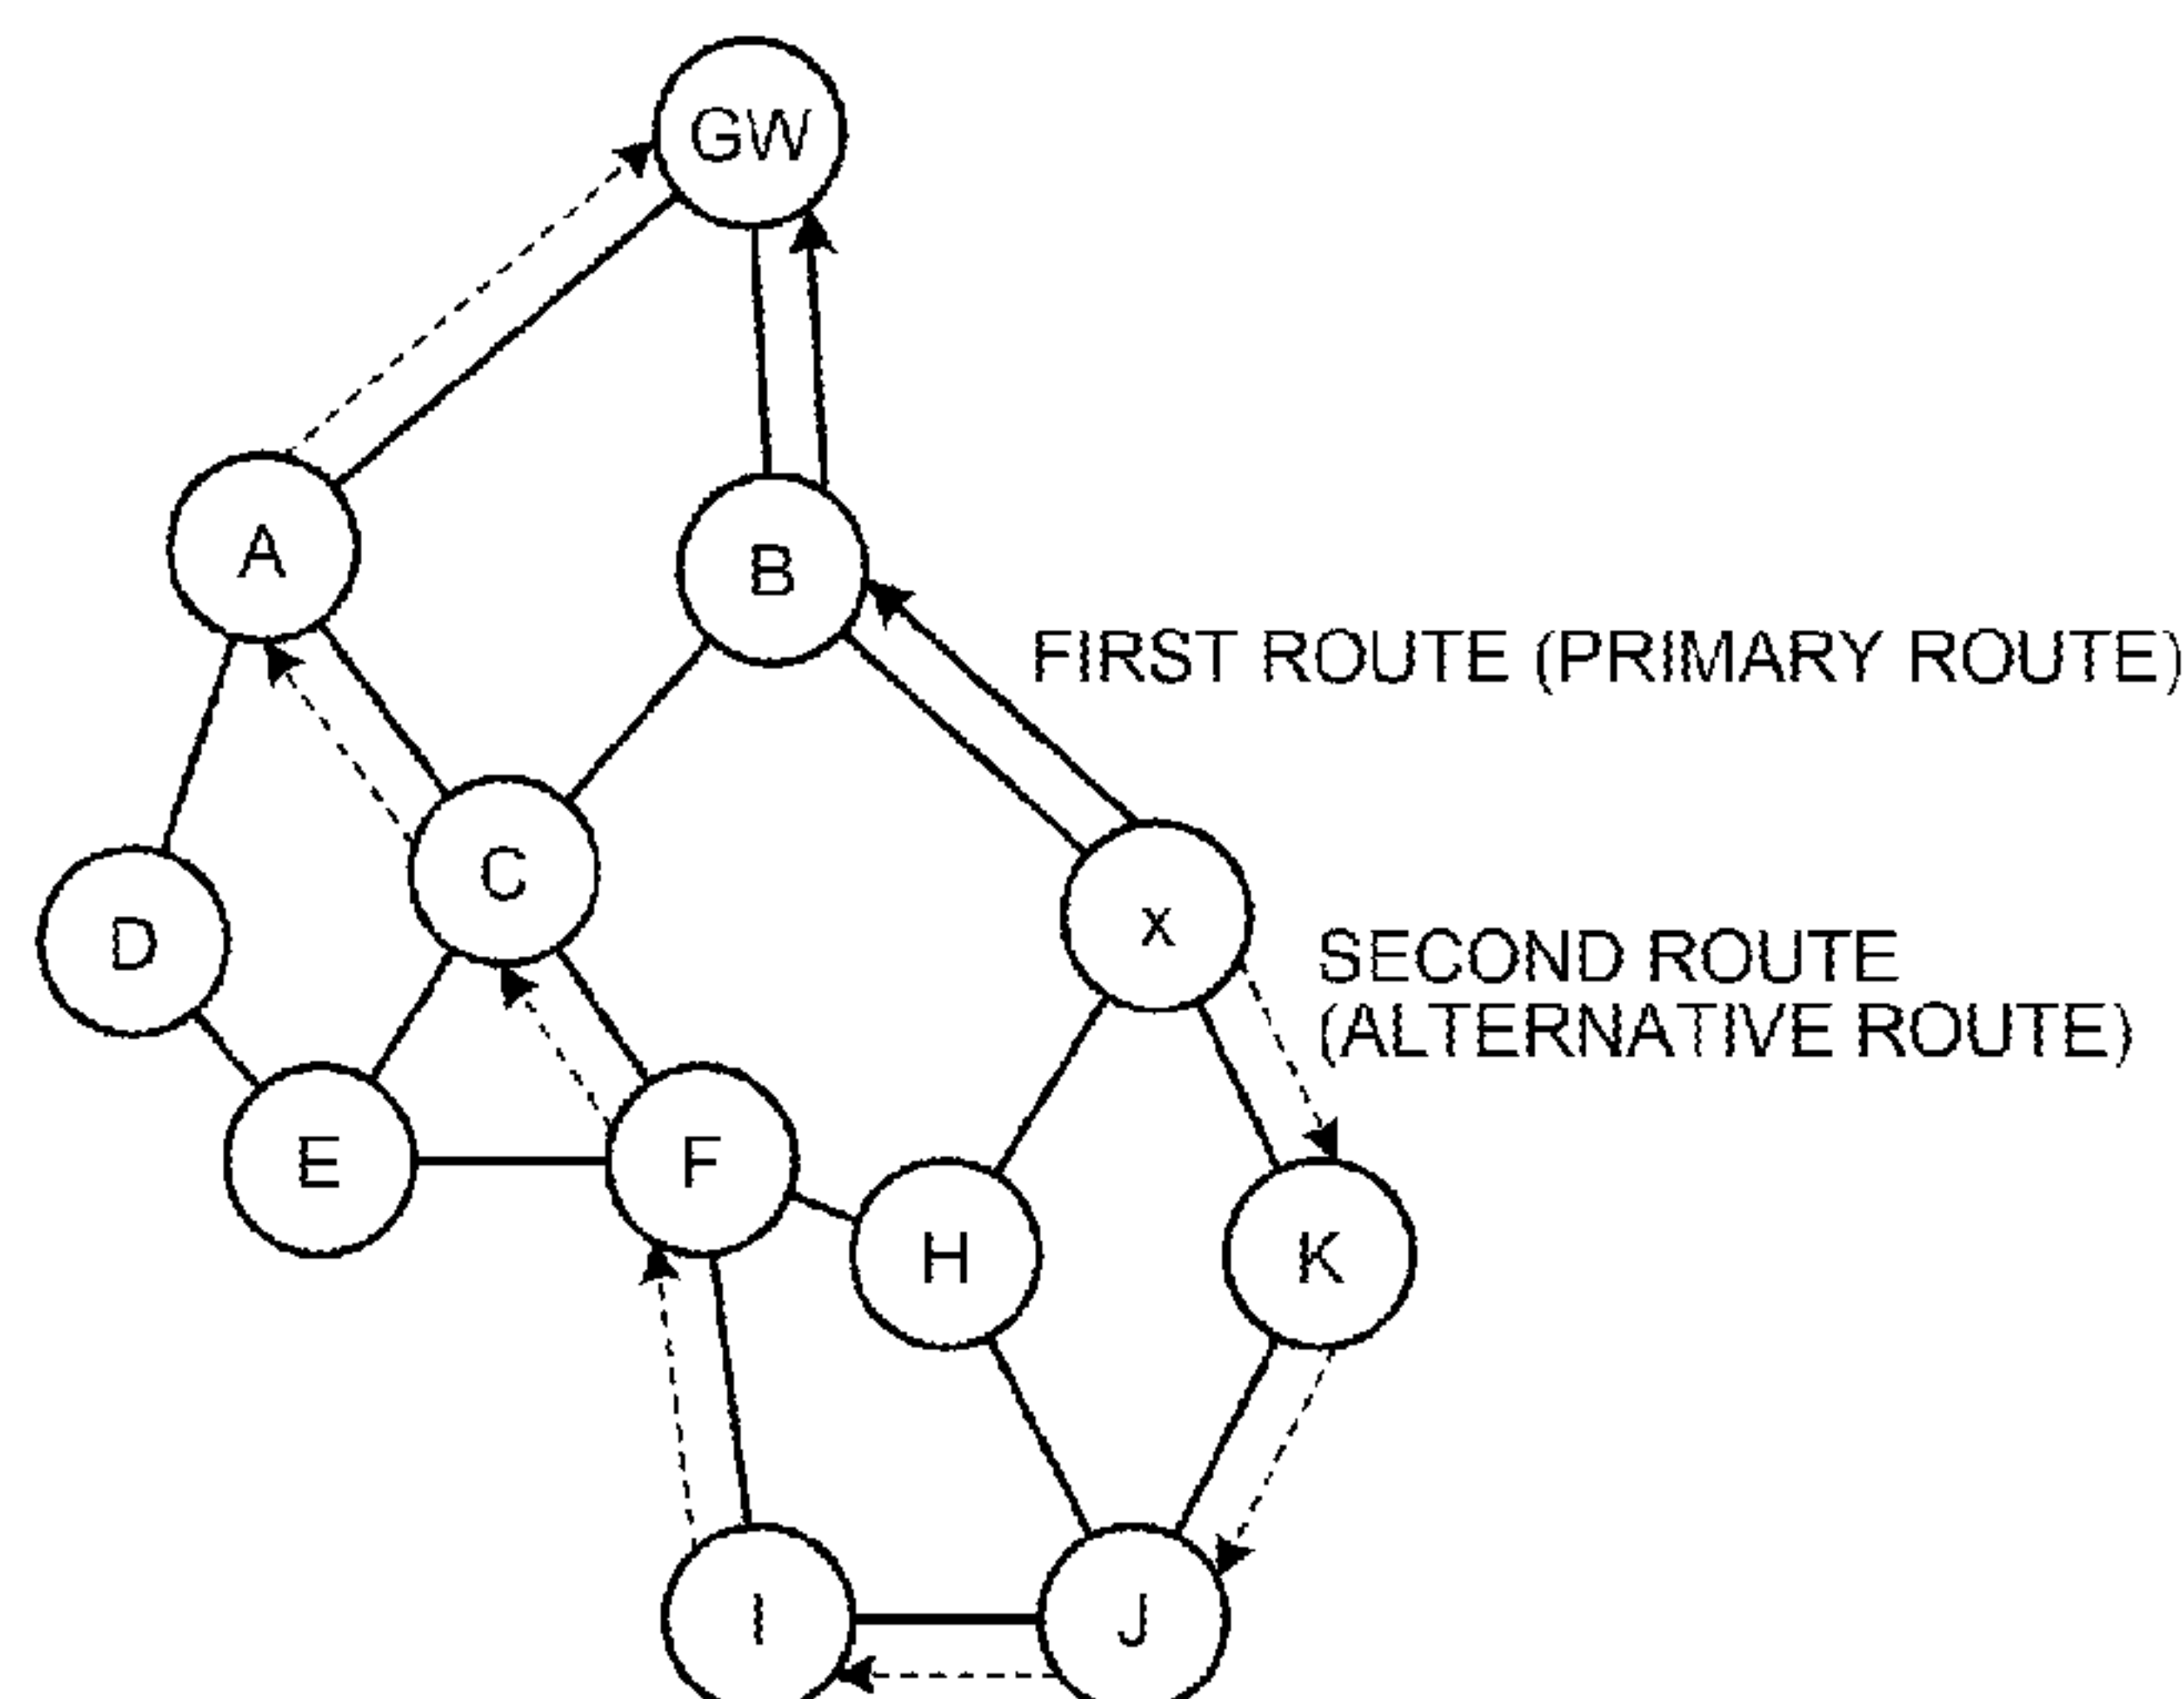 GW
A
B
FIRST ROUTE (PRIMARY ROUTE)
C
x
D
SECOND ROUTE
(ALTERNATIVE ROUTE)
E
F
H
K
I
J